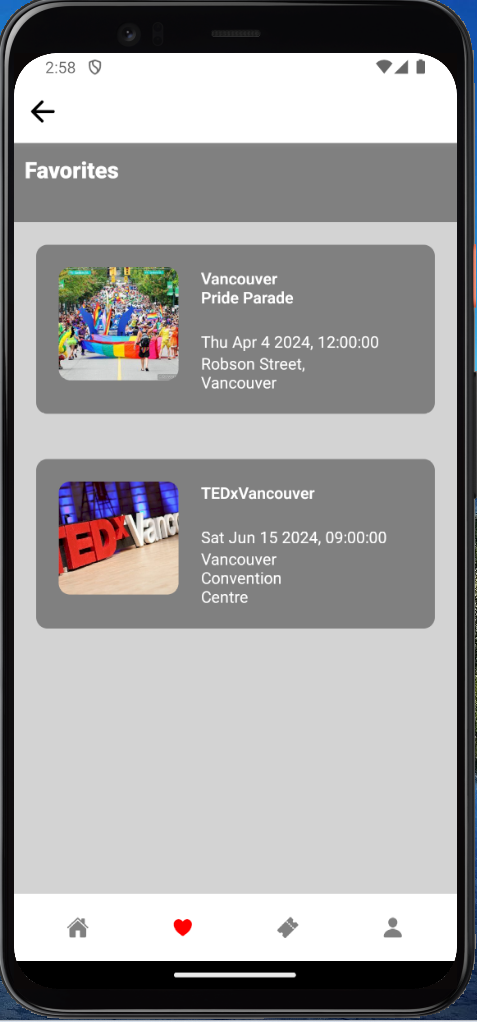 2:58
Favorites
Vancouver
Pride Parade
Thu Apr 4 2024, 12:00:00
Robson Street,
Vancouver
TEDxVancouver
Sat Jun 15 2024, 09:00:00
Vancouver
Convention
Centre
TEDxVanco